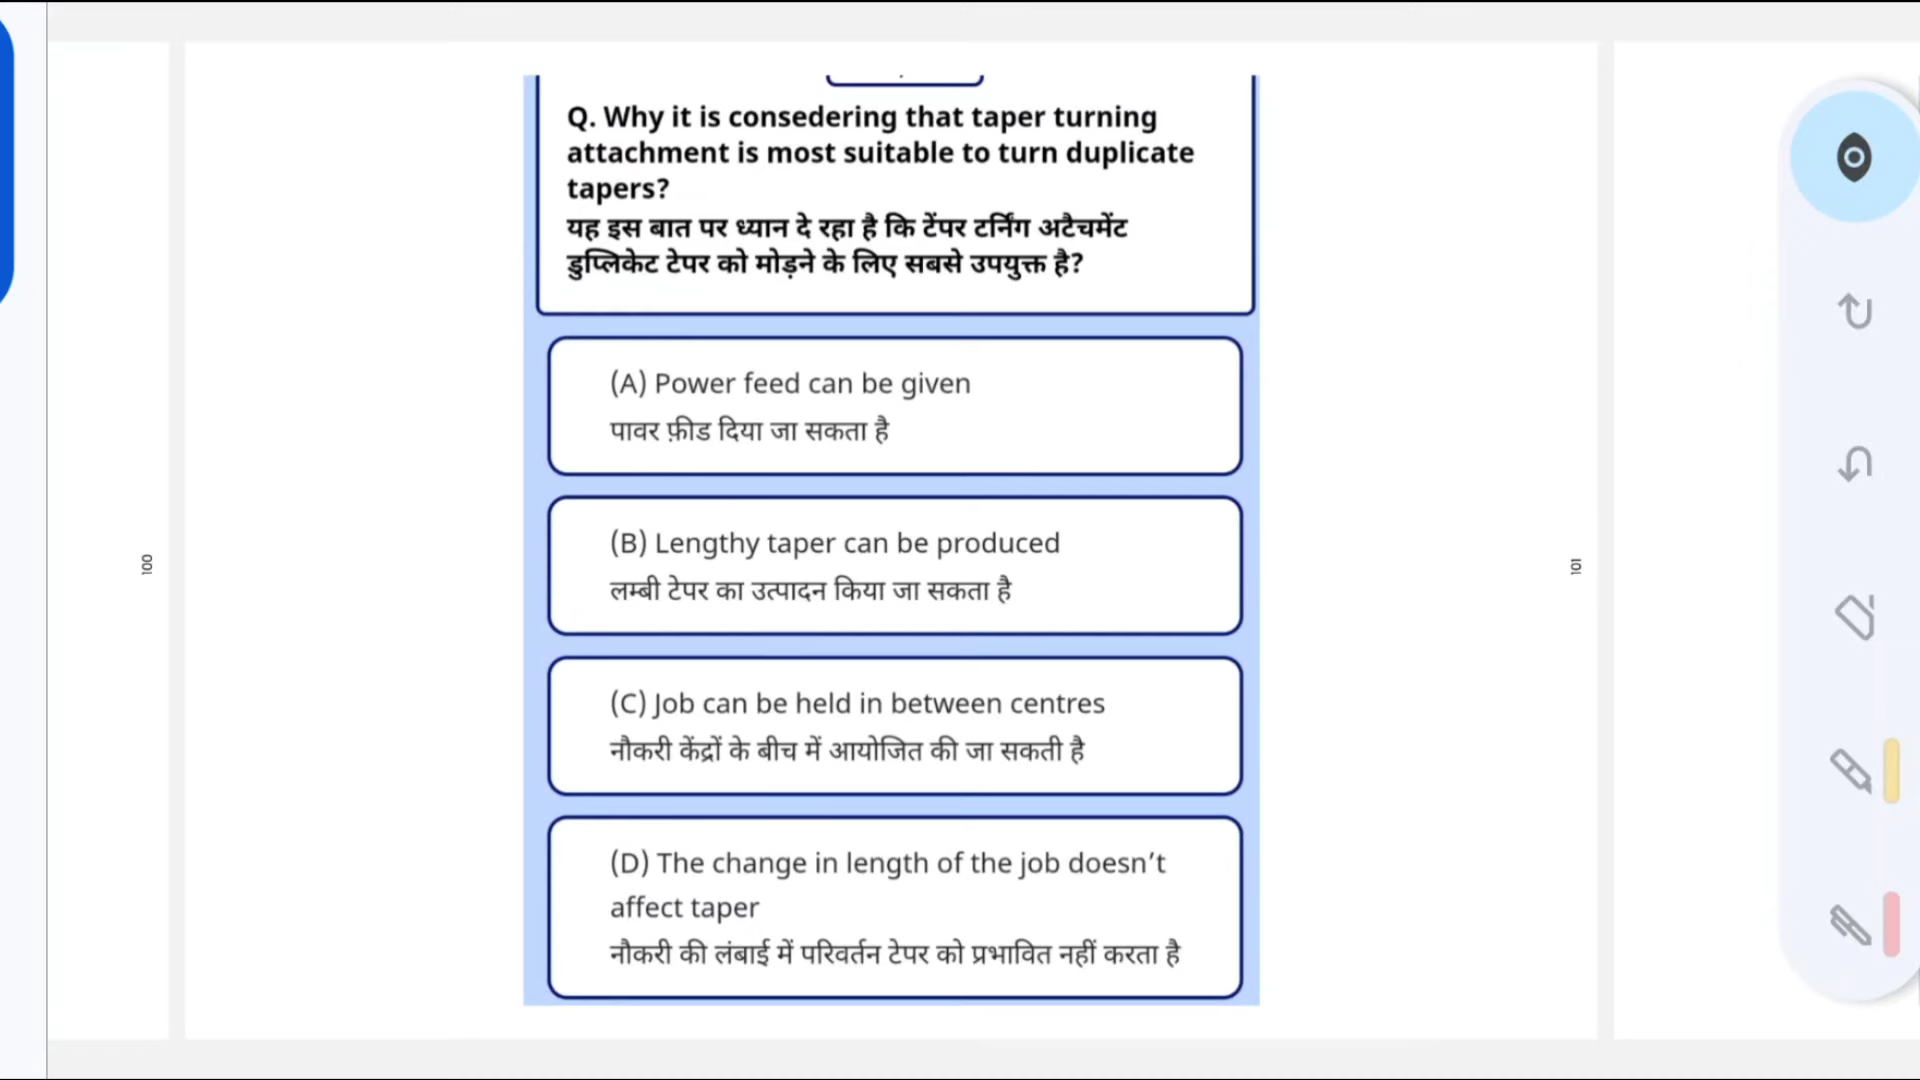 Q. Why it is consedering that taper turning
attachment is most suitable to turn duplicate
tapers?
यह इस बात पर ध्यान दे रहा है कि टेंपर टर्निंग अटैचमेंट
डुप्लिकेट टेपर को मोड़ने के लिए सबसे उपयुक्त है?
(A) Power feed can be given
पावर फ़ीड दिया जा सकता है
(B) Lengthy taper can be produced
लम्बी टेपर का उत्पादन किया जा सकता है
(C) Job can be held in between centres
नौकरी केंद्रों के बीच में आयोजित की जा सकती है
(D) The change in length of the job doesn’t
affect taper
नौकरी की लंबाई में परिवर्तन टेपर को प्रभावित नहीं करता है
100
101